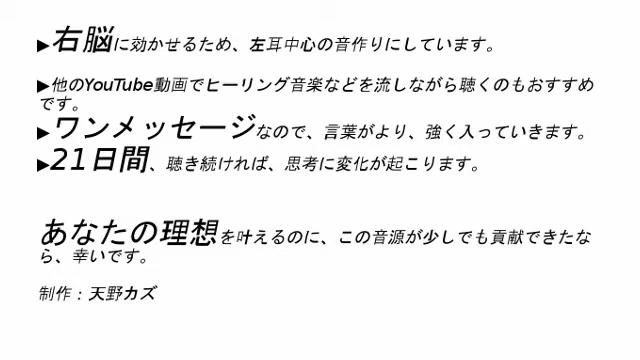 ▶右脳に効かせるため、左耳中心の音作りにしています。
▶他のYouTube動画でヒーリング音楽などを流しながら聴くのもおすすめ
です。
▶ワンメッセージなので、言葉がより、強く入っていきます。
▶21日間、聴き続ければ、思考に変化が起こります。
あなたの理想を叶えるのに、この音源が少しでも貢献できたな
ら、幸いです。
制作：天野カズ